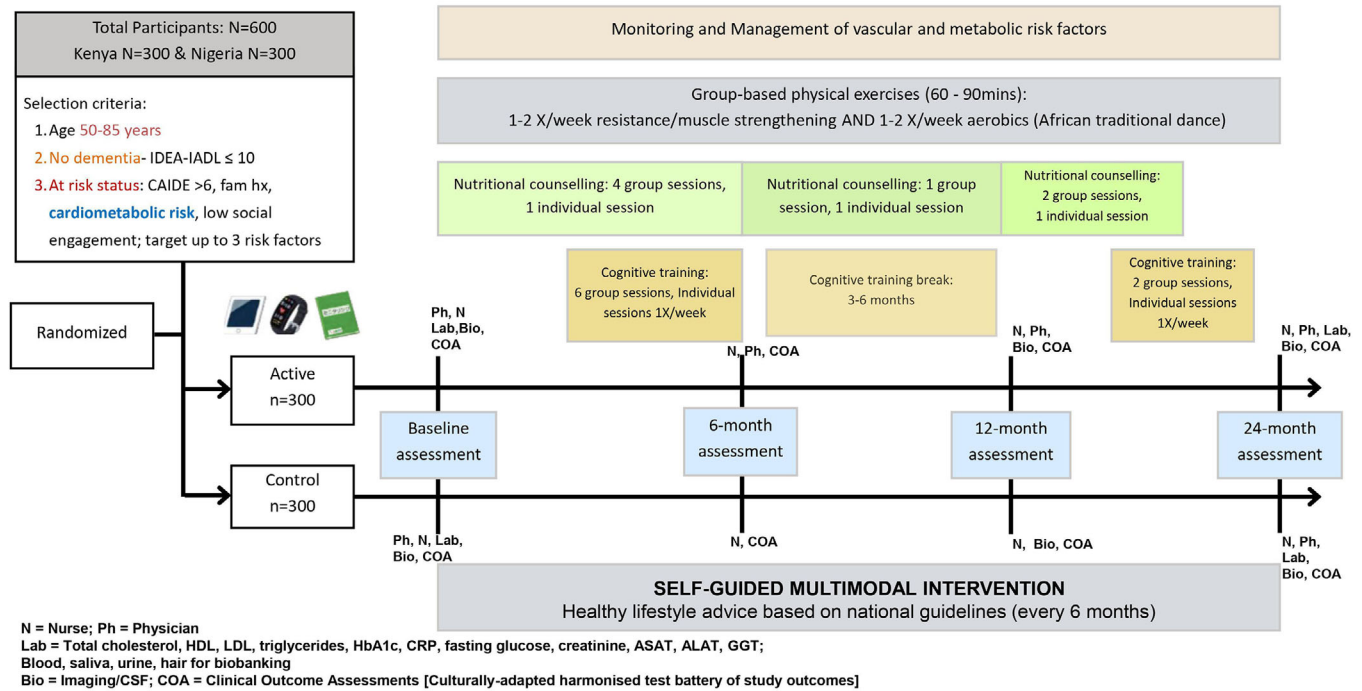 Total Participants: N=600
Kenya N=300 & Nigeria N=300
Selection criteria:
1. Age 50-85 years
2. No dementia- IDEA-IADL ≤ 10
3. At risk status: CAIDE >6, fam hx,
cardiometabolic risk, low social
engagement; target up to 3 risk factors
Randomized
Active
n=300
Control
n=300
Monitoring and Management of vascular and metabolic risk factors
Group-based physical exercises (60 - 90mins):
1-2 X/week resistance/muscle strengthening AND 1-2 X/week aerobics (African traditional dance)
Nutritional counselling: 4 group sessions,
1 individual session
Nutritional counselling: 1 group
session, 1 individual session
Nutritional counselling:
2 group sessions,
1 individual session
Cognitive training:
6 group sessions, Individual
sessions 1X/week
Cognitive training break:
3-6 months
Cognitive training:
2 group sessions,
Individual sessions
1X/week
Ph, N
Lab,Bio,
COA
N, Ph, COA
N, Ph,
Bio, COA
N, Ph, Lab,
Bio, COA
Baseline
assessment
6-month
assessment
12-month
assessment
24-month
assessment
Ph, N, Lab,
Bio, COA
N, COA
N, Bio, COA
N, Ph,
Lab,
Bio, COA
SELF-GUIDED MULTIMODAL INTERVENTION
Healthy lifestyle advice based on national guidelines (every 6 months)
N = Nurse; Ph = Physician
Lab = Total cholesterol, HDL, LDL, triglycerides, HbA1c, CRP, fasting glucose, creatinine, ASAT, ALAT, GGT;
Blood, saliva, urine, hair for biobanking
Bio = Imaging/CSF; COA = Clinical Outcome Assessments [Culturally-adapted harmonised test battery of study outcomes]